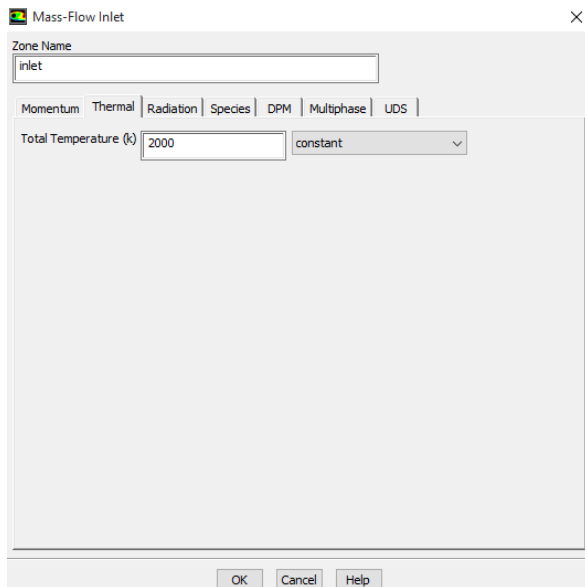 Mass-Flow Inlet
Zone Name
inlet
Momentum Thermal Radiation Species DPM Multiphase UDS
Total Temperature (k) 2000 constant
OK Cancel Help